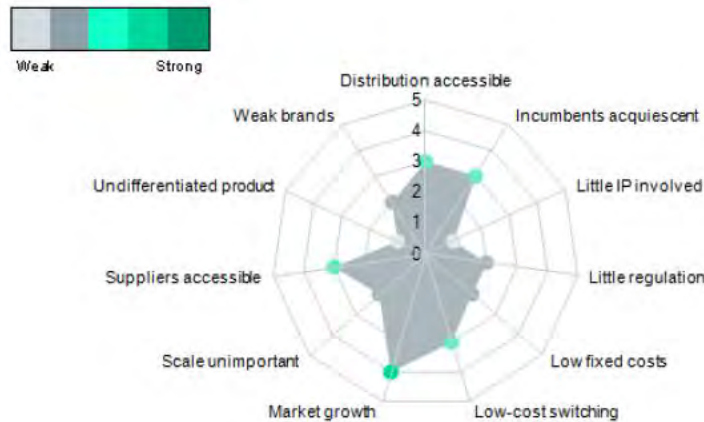 Weak Strong
Distribution accessible
Weak brands 5 Incumbents acquiescent
4
3
Undifferentiated product 2 Little IP involved
1
0
Suppliers accessible Little regulation
Scale unimportant Low fixed costs
Market growth Low-cost switching